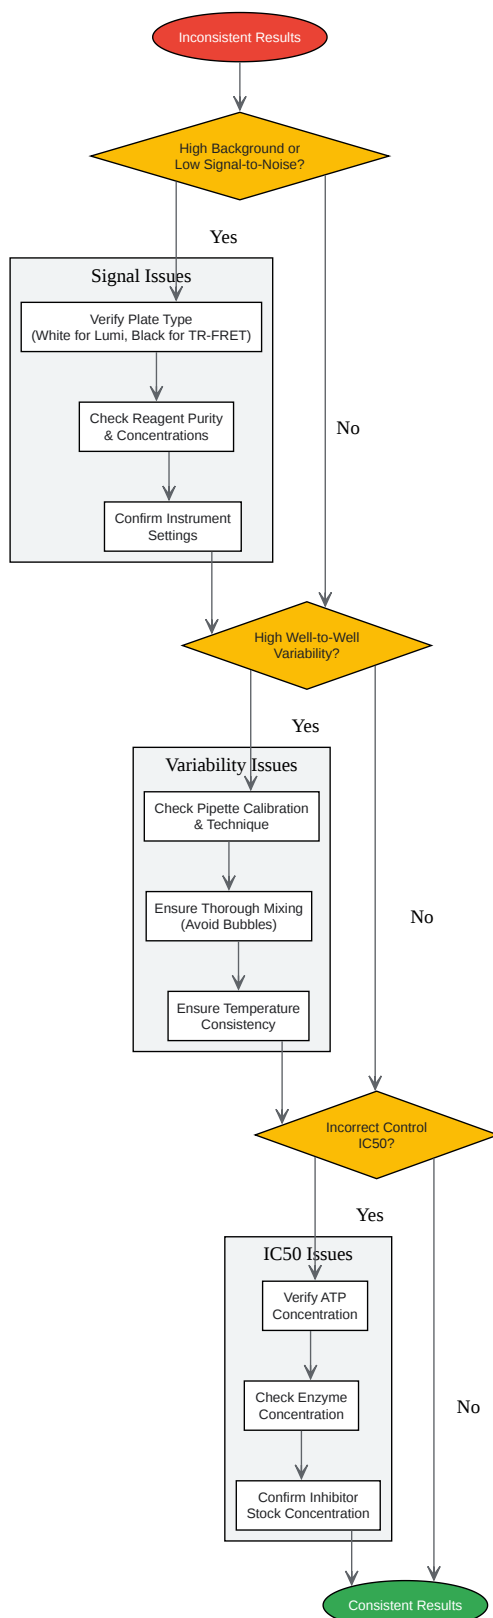 Inconsistent Results
High Background or
Low Signal-to-Noise?
Yes
Signal Issues
Verify Plate Type
(White for Lumi, Black for TR-FRET)
Check Reagent Purity
& Concentrations
No
Confirm Instrument
Settings
High Well-to-Well
Variability?
Yes
Variability Issues
Check Pipette Calibration
& Technique
Ensure Thorough Mixing
(Avoid Bubbles)
No
Ensure Temperature
Consistency
Incorrect Control
IC50?
Yes
IC50 Issues
Verify ATP
Concentration
Check Enzyme
Concentration
No
Confirm Inhibitor
Stock Concentration
Consistent Results